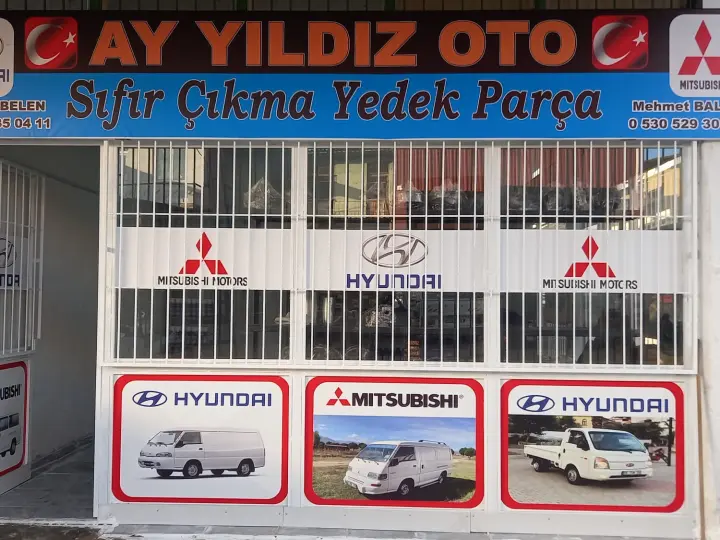 AY YILDIZ OTO
Sıfır Çıkma Yedek Parça
BELEN
MITSUBIS
Mehmet BAL
0 530 529 30
MITSUBISHI MOTORS
HYUNDAI
MITSUBISHI MOTORS
HYUNDAI
MITSUBISHI
HYUNDAI